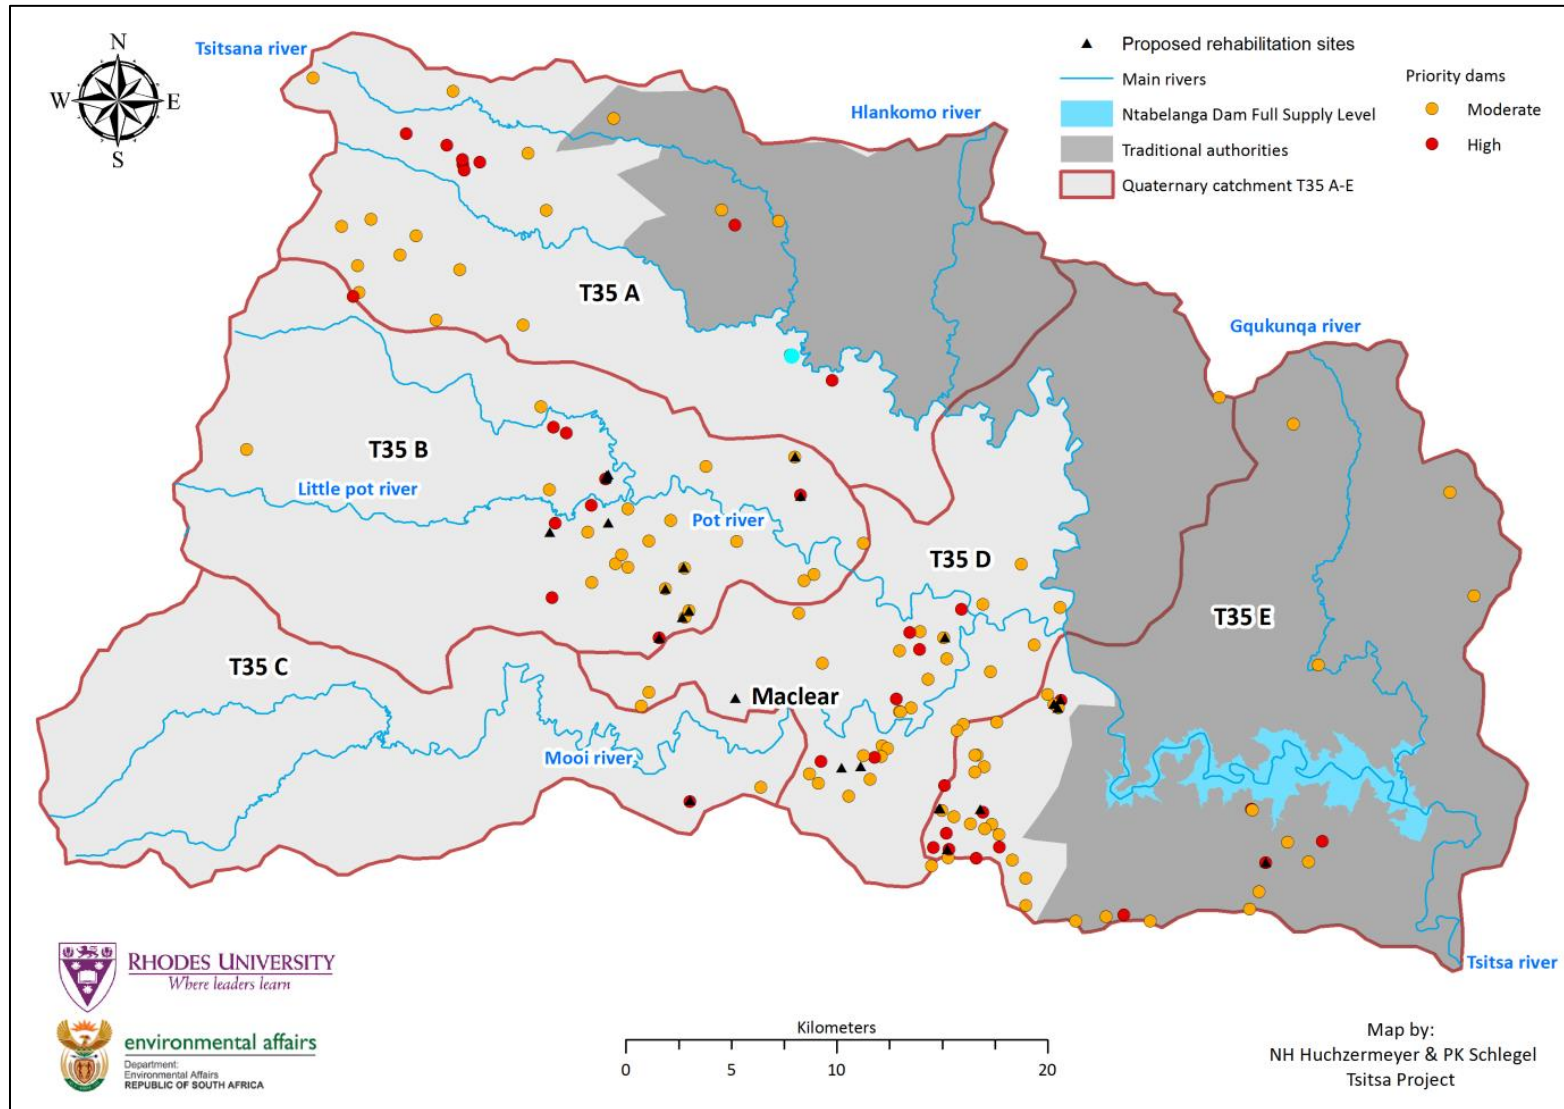 Tsitsana river
N
W
E
S
Proposed rehabilitation sites
Main rivers
Ntabelanga Dam Full Supply Level
Traditional authorities
Quaternary catchment T35 A-E
Priority dams
Moderate
High
Hlankomo river
T35 A
Gqukunqa river
T35 B
Little pot river
Pot river
T35 D
T35 E
T35 C
Maclear
Mooi river
Tsitsa river
RHODES UNIVERSITY
Where leaders learn
environmental affairs
Department:
Environmental Affairs
REPUBLIC OF SOUTH AFRICA
Kilometers
0 5 10 20
Map by:
NH Huchzermeyer & PK Schlegel
Tsitsa Project